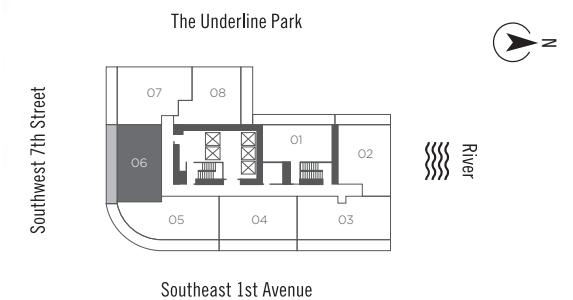 The Underline Park
N
Southwest 7th Street
07
08
01
06
02
River
05
04
03
Southeast 1st Avenue